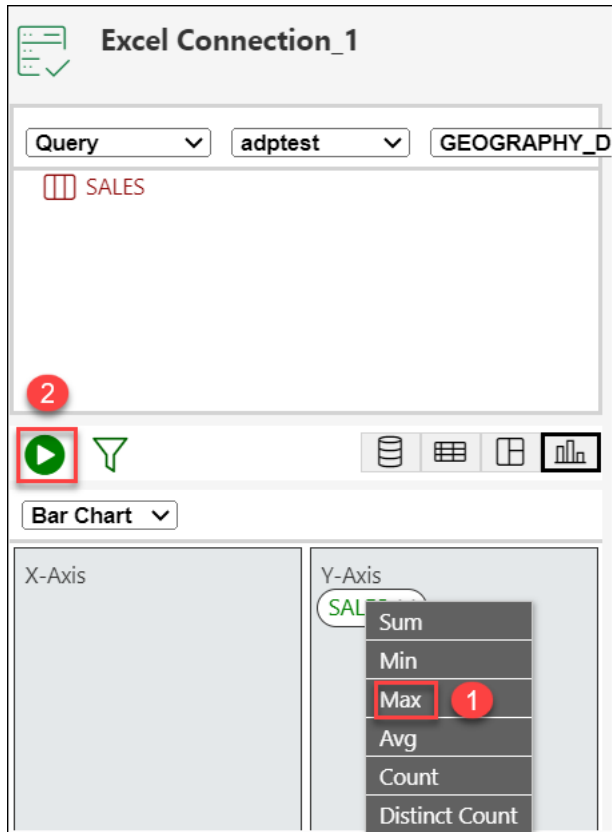 Excel Connection_1
Query adptest GEOGRAPHY_D
SALES
2
Bar Chart
X-Axis
Y-Axis
SAL
Sum
Min
Max 1
Avg
Count
Distinct Count